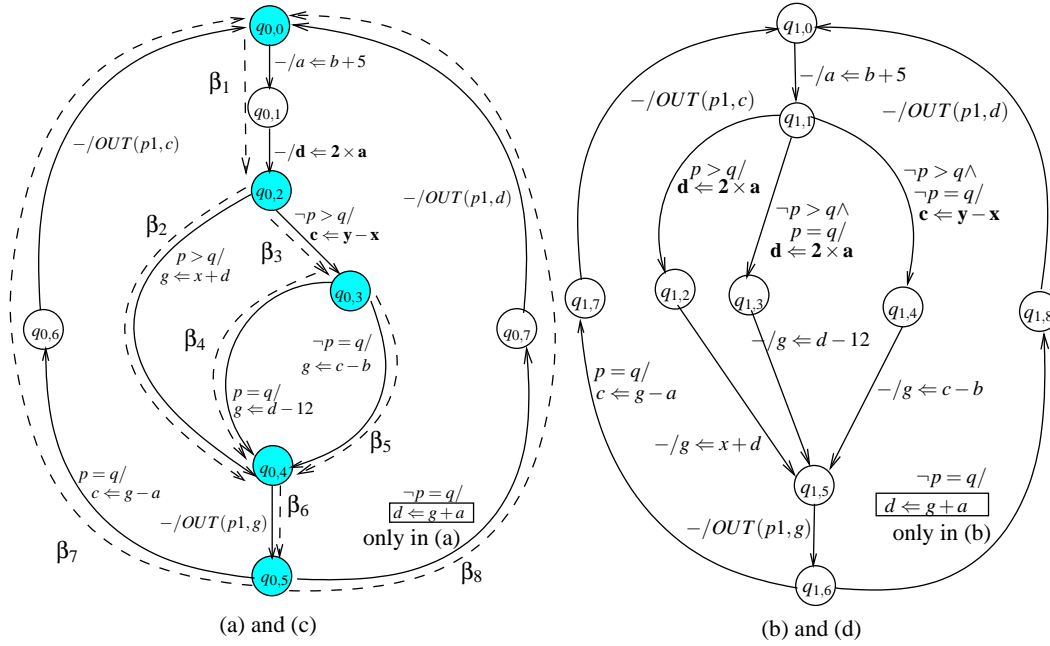 q0,0
−/a ⇐ b+5
β1
q0,1
−/OUT(p1,c)
−/d ⇐ 2×a
q0,2
−/OUT(p1,d)
β2
¬p > q/
c ⇐ y−x
β3
p > q/
g ⇐ x+d
q0,3
q0,6
q0,7
β4
¬p = q/
g ⇐ c−b
p = q/
g ⇐ d−12
β5
q0,4
p = q/
c ⇐ g−a
β6
¬p = q/
d ⇐ g+a
−/OUT(p1,g)
only in (a)
β7
q0,5
β8
(a) and (c)
q1,0
−/a ⇐ b+5
−/OUT(p1,c)
−/OUT(p1,d)
q1,1
p > q/
d ⇐ 2×a
¬p > q∧
¬p = q/
c ⇐ y−x
¬p > q∧
p = q/
d ⇐ 2×a
q1,7
q1,2
q1,3
q1,4
q1,8
−/g ⇐ d−12
p = q/
c ⇐ g−a
−/g ⇐ c−b
−/g ⇐ x+d
q1,5
¬p = q/
d ⇐ g+a
−/OUT(p1,g)
only in (b)
q1,6
(b) and (d)